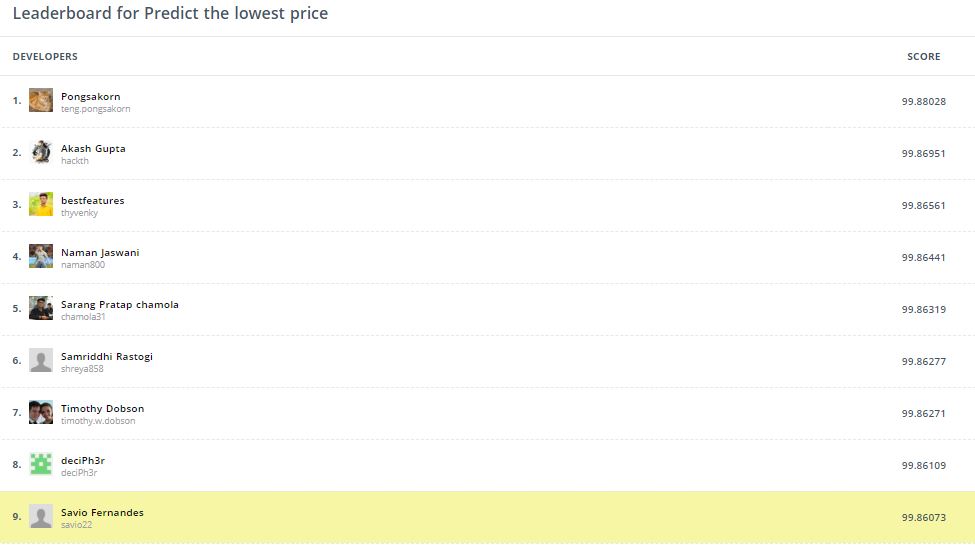 Leaderboard for Predict the lowest price
DEVELOPERS SCORE
1. Pongsakorn 99.88028
teng.pongsakorn
2. Akash Gupta 99.86951
hackth
3. bestfeatures 99.86561
thyvenky
4. Naman Jaswani 99.86441
naman800
5. Sarang Pratap chamola 99.86319
chamola31
6. Samriddhi Rastogi 99.86277
shreya858
7. Timothy Dobson 99.86271
timothy.w.dobson
8. deciPh3r 99.86109
deciPh3r
9. Savio Fernandes 99.86073
savio22